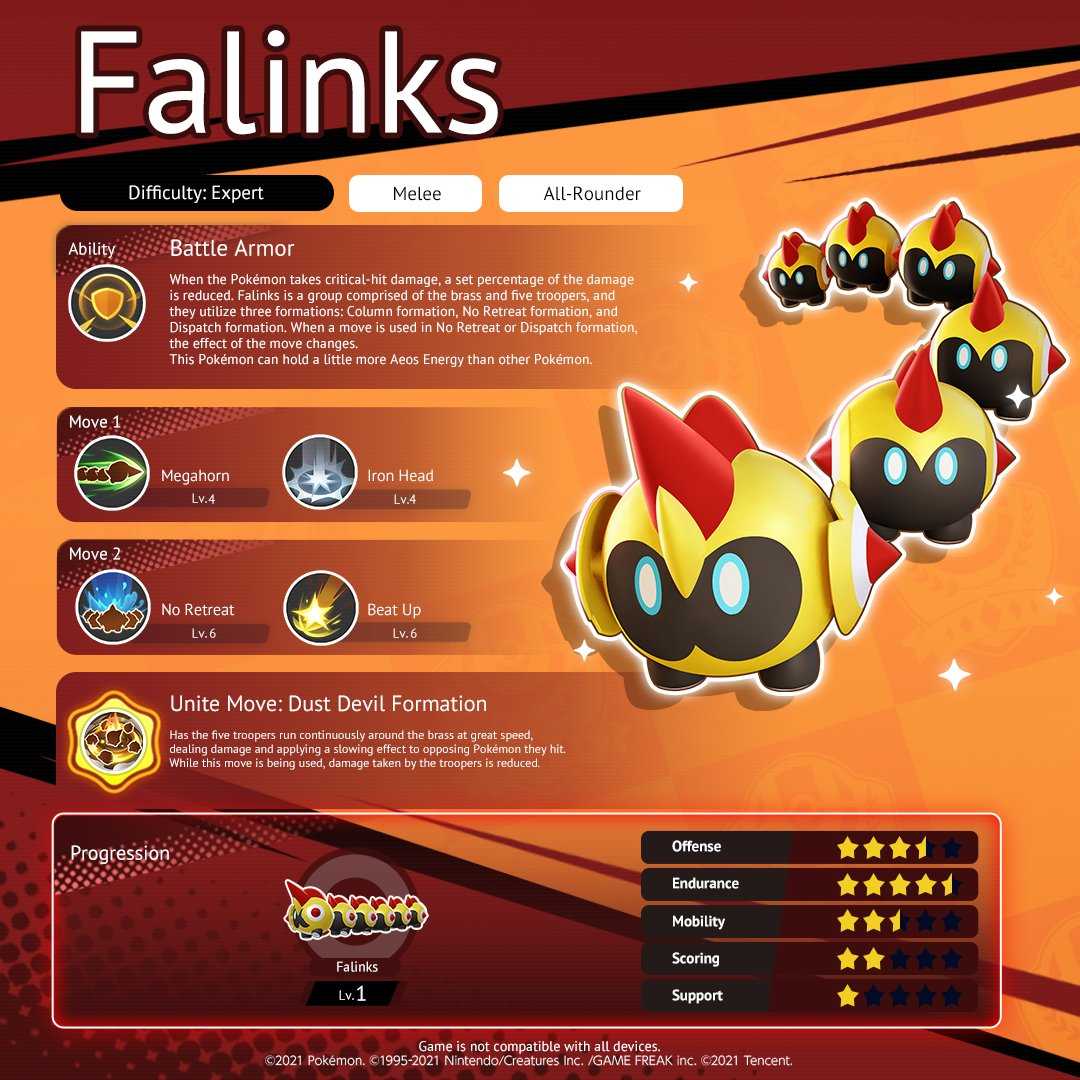 Falinks
Difficulty: Expert
Melee
All-Rounder
Ability
Battle Armor
When the Pokémon takes critical-hit damage, a set percentage of the damage
is reduced. Falinks is a group comprised of the brass and five troopers, and
they utilize three formations: Column formation, No Retreat formation, and
Dispatch formation. When a move is used in No Retreat or Dispatch formation,
the effect of the move changes.
This Pokémon can hold a little more Aeos Energy than other Pokémon.
Move 1
Megahorn
Lv.4
Iron Head
Lv.4
Move 2
No Retreat
Lv.6
Beat Up
Lv.6
Unite Move: Dust Devil Formation
Has the five troopers run continuously around the brass at great speed,
dealing damage and applying a slowing effect to opposing Pokémon they hit.
While this move is being used, damage taken by the troopers is reduced.
Progression
Falinks
Lv.1
Offense
Endurance
Mobility
Scoring
Support
Game is not compatible with all devices.
©2021 Pokémon. ©1995-2021 Nintendo/Creatures Inc. /GAME FREAK inc. ©2021 Tencent.